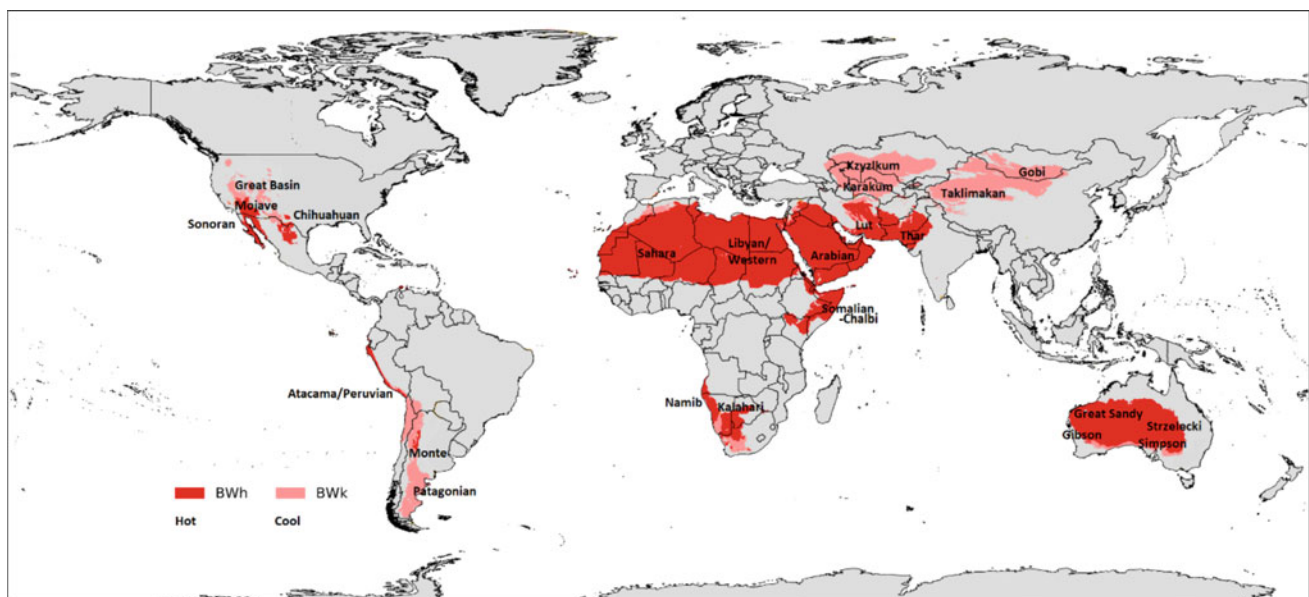 Kzyzlkum
Gobi
Karakum
Taklimakan
Great Basin
Mojave
Chihuahuan
Sonoran
Lut
Thar
Sahara
Libyan/
Western
Arabian
Somalian
-Chalbi
Atacama/Peruvian
Namib
Kalahari
Great Sandy
Strzelecki
Gibson
Simpson
Monte
Patagonian
BWh
BWk
Hot
Cool